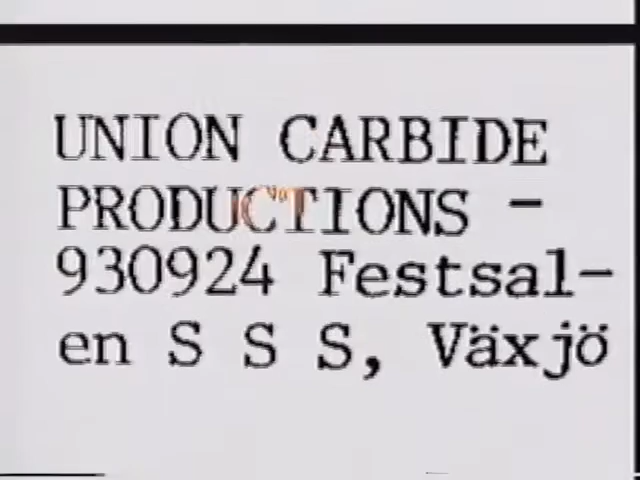 UNION CARBIDE
PRODUCTIONS -
930924 Festsal-
en S S S, Växjö